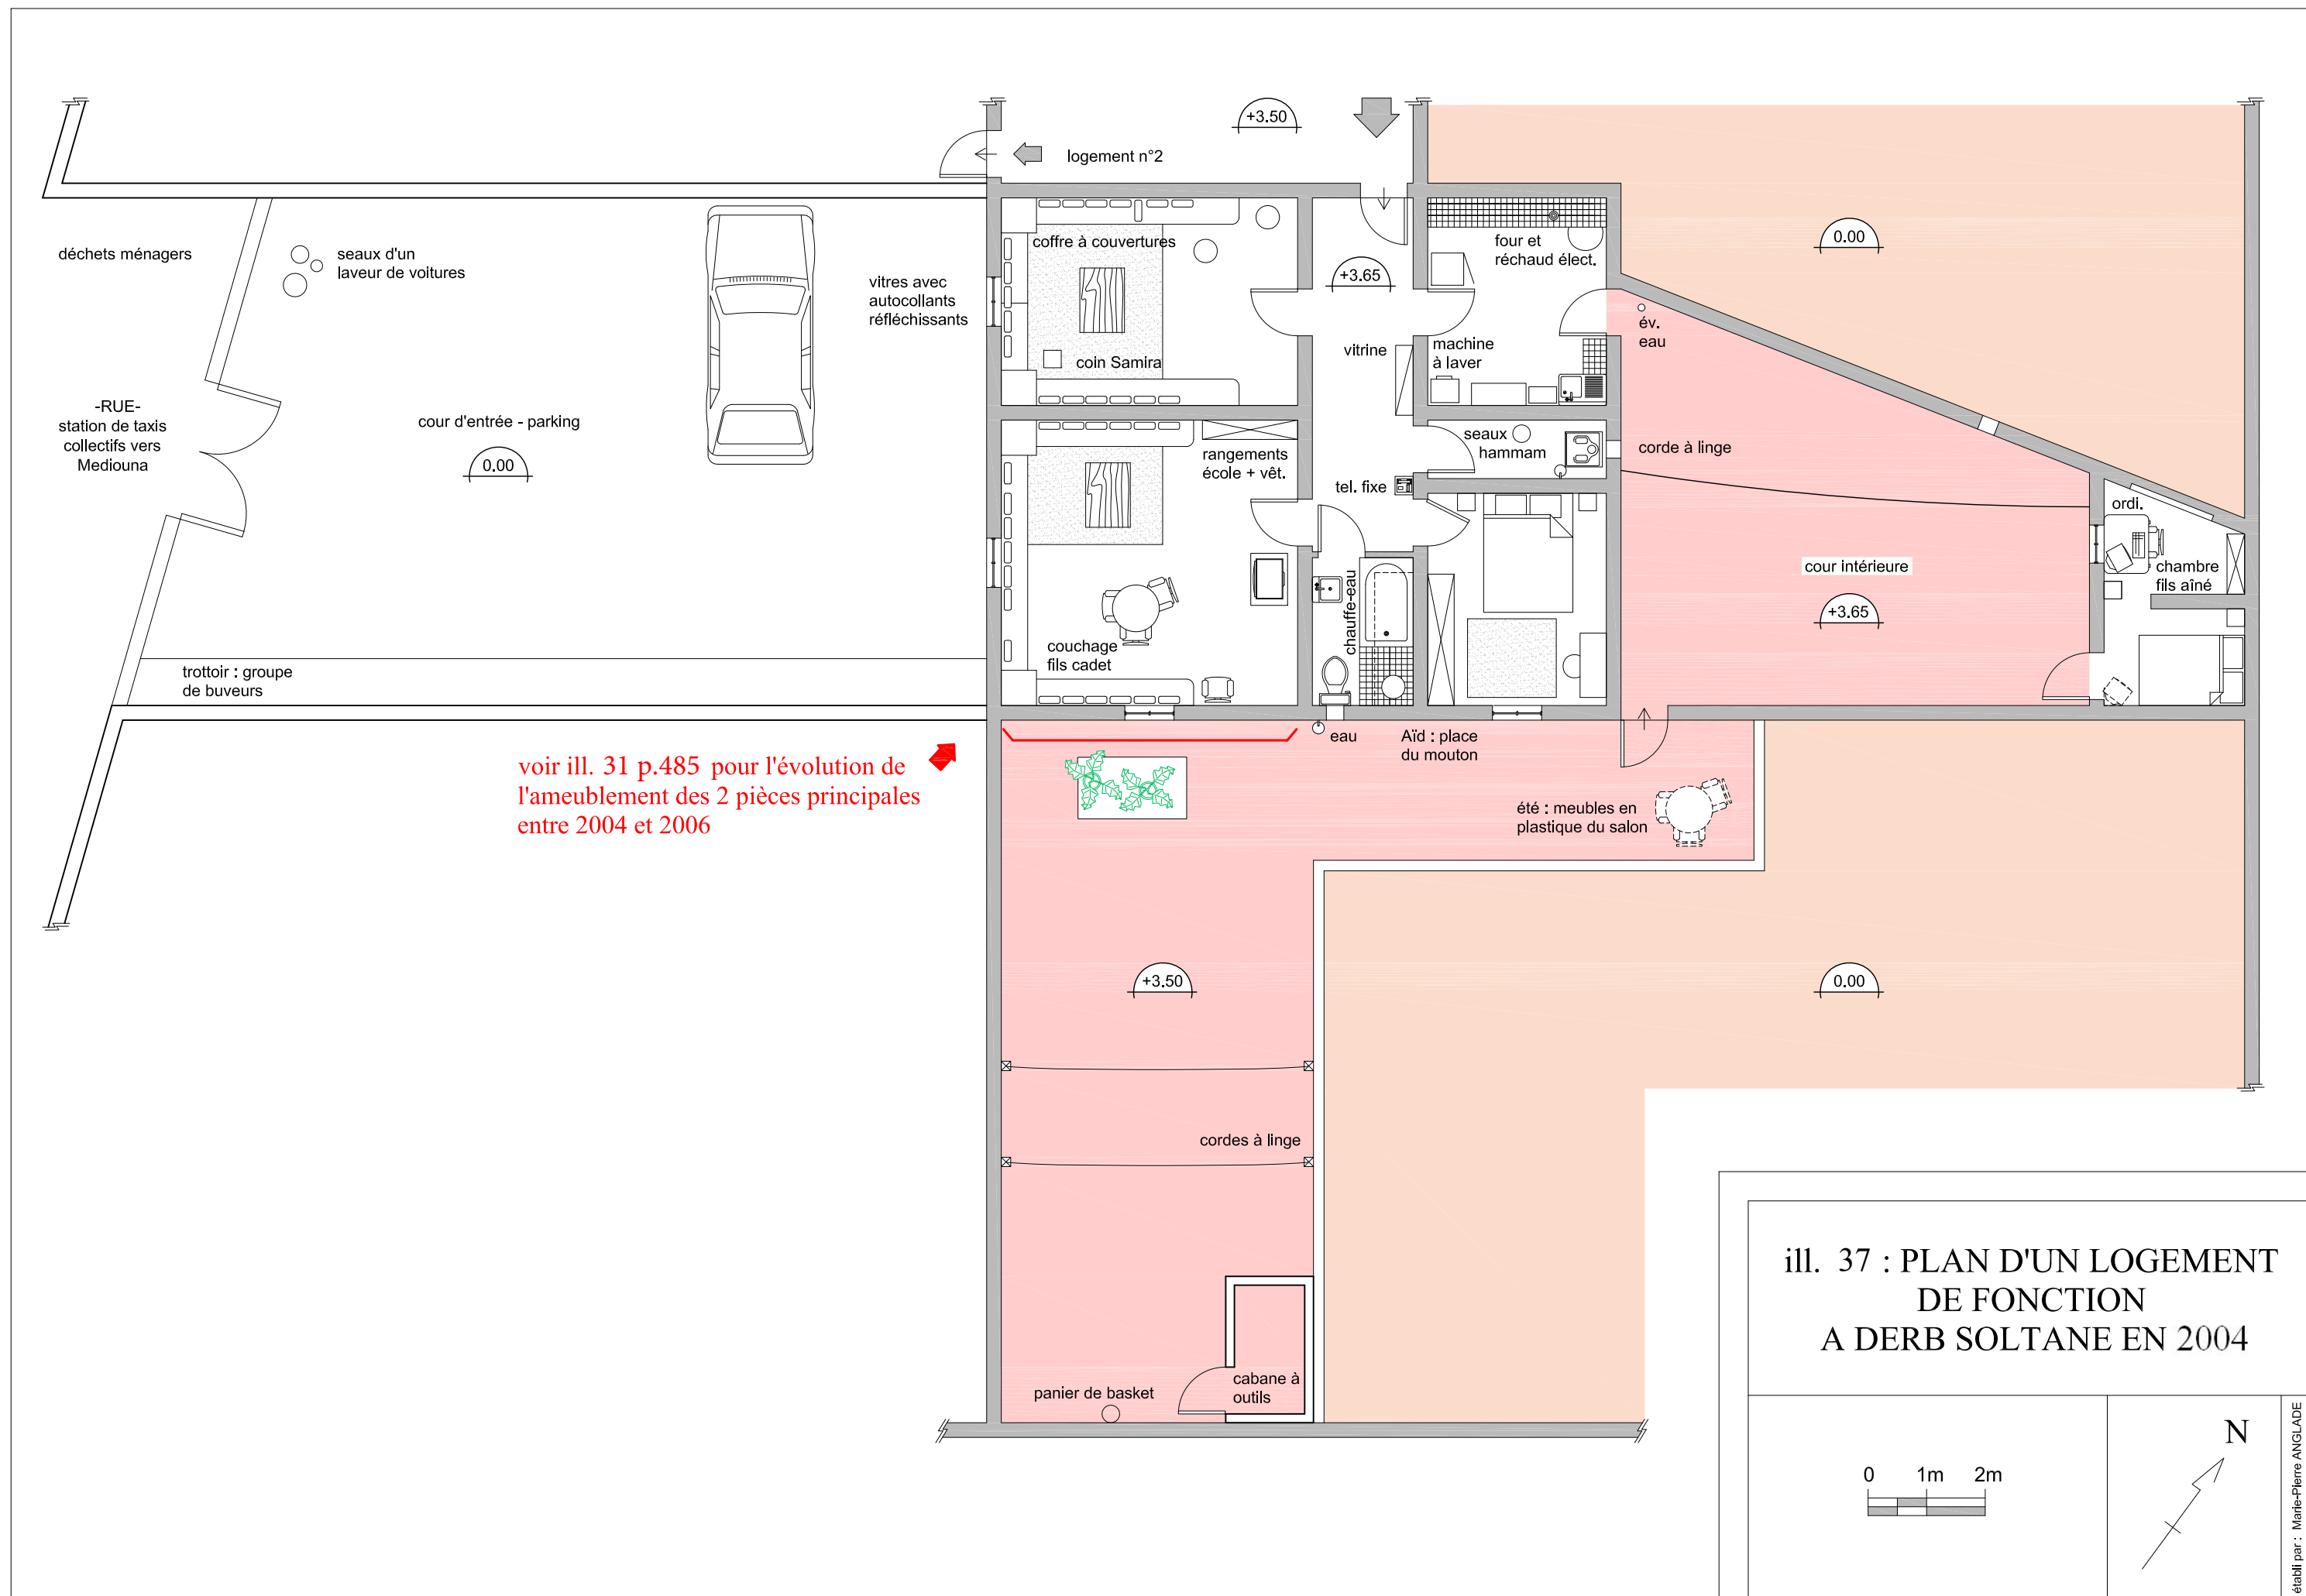 +3.50
logement n°2
déchets ménagers
seaux d'un
laveur de voitures
vitres avec
autocollants
réfléchissants
coffre à couvertures
coin Samira
+3.65
four et
réchaud élect.
0.00
év.
eau
vitrine
machine
à laver
-RUE-
station de taxis
collectifs vers
Mediouna
cour d'entrée - parking
0.00
rangements
école + vêt.
seaux
hammam
corde à linge
tel. fixe
ordi.
chambre
fils aîné
cour intérieure
+3.65
chauffe-eau
couchage
fils cadet
trottoir : groupe
de buveurs
eau
Aïd : place
du mouton
voir ill. 31 p.485 pour l'évolution de
l'ameublement des 2 pièces principales
entre 2004 et 2006
été : meubles en
plastique du salon
+3.50
0.00
cordes à linge
panier de basket
cabane à
outils
ill. 37 : PLAN D'UN LOGEMENT
DE FONCTION
A DERB SOLTANE EN 2004
0 1m 2m
N
établi par : Marie-Pierre ANGLADE